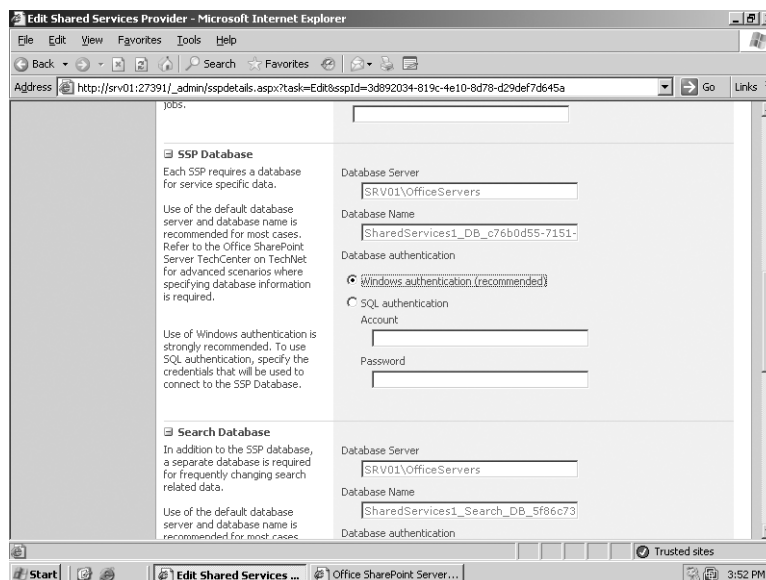 Edit Shared Services Provider - Microsoft Internet Explorer
File Edit View Favorites Tools Help
Back Search Favorites
Address http://srv01:27391/_admin/sspdetails.aspx?task=Edit&sspId=3d892034-819c-4e10-8d78-d29def7d645a Go Links
jobs.
SSP Database
Each SSP requires a database
for service specific data.
Use of the default database
server and database name is
recommended for most cases.
Refer to the Office SharePoint
Server TechCenter on TechNet
for advanced scenarios where
specifying database information
is required.
Use of Windows authentication is
strongly recommended. To use
SQL authentication, specify the
credentials that will be used to
connect to the SSP Database.
Database Server
SRV01\OfficeServers
Database Name
SharedServices1_DB_c76b0d55-7151-
Database authentication
Windows authentication (recommended)
SQL authentication
Account
Password
Search Database
In addition to the SSP database,
a separate database is required
for frequently changing search
related data.
Use of the default database
server and database name is
recommended for most cases.
Database Server
SRV01\OfficeServers
Database Name
SharedServices1_Search_DB_5f86c73
Database authentication
Trusted sites
Start Edit Shared Services ... Office SharePoint Server... 3:52 PM